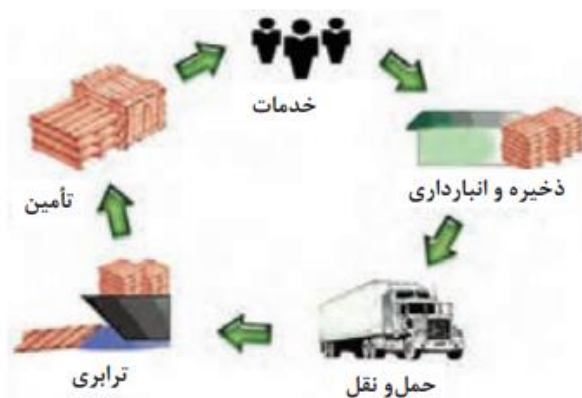 خدمات
ذخیره و انبارداری
حمل‌و نقل
ترابری
تأمین